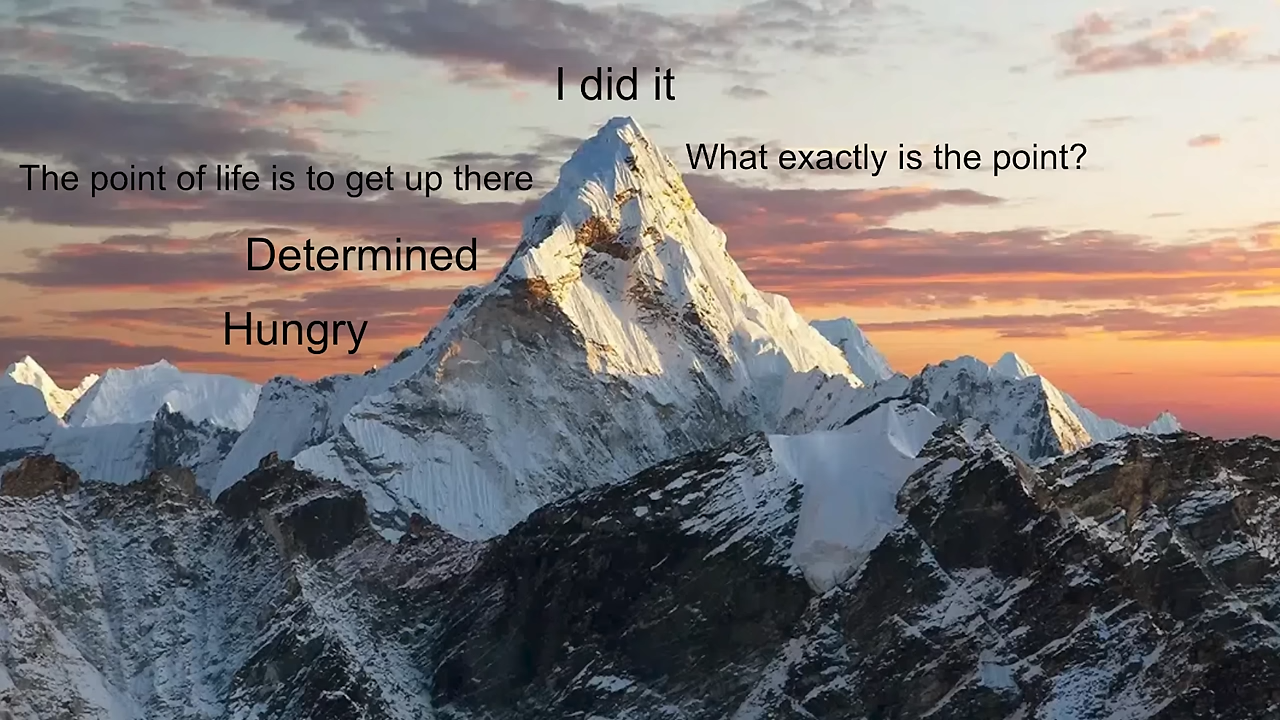 I did it
What exactly is the point?
The point of life is to get up there
Determined
Hungry